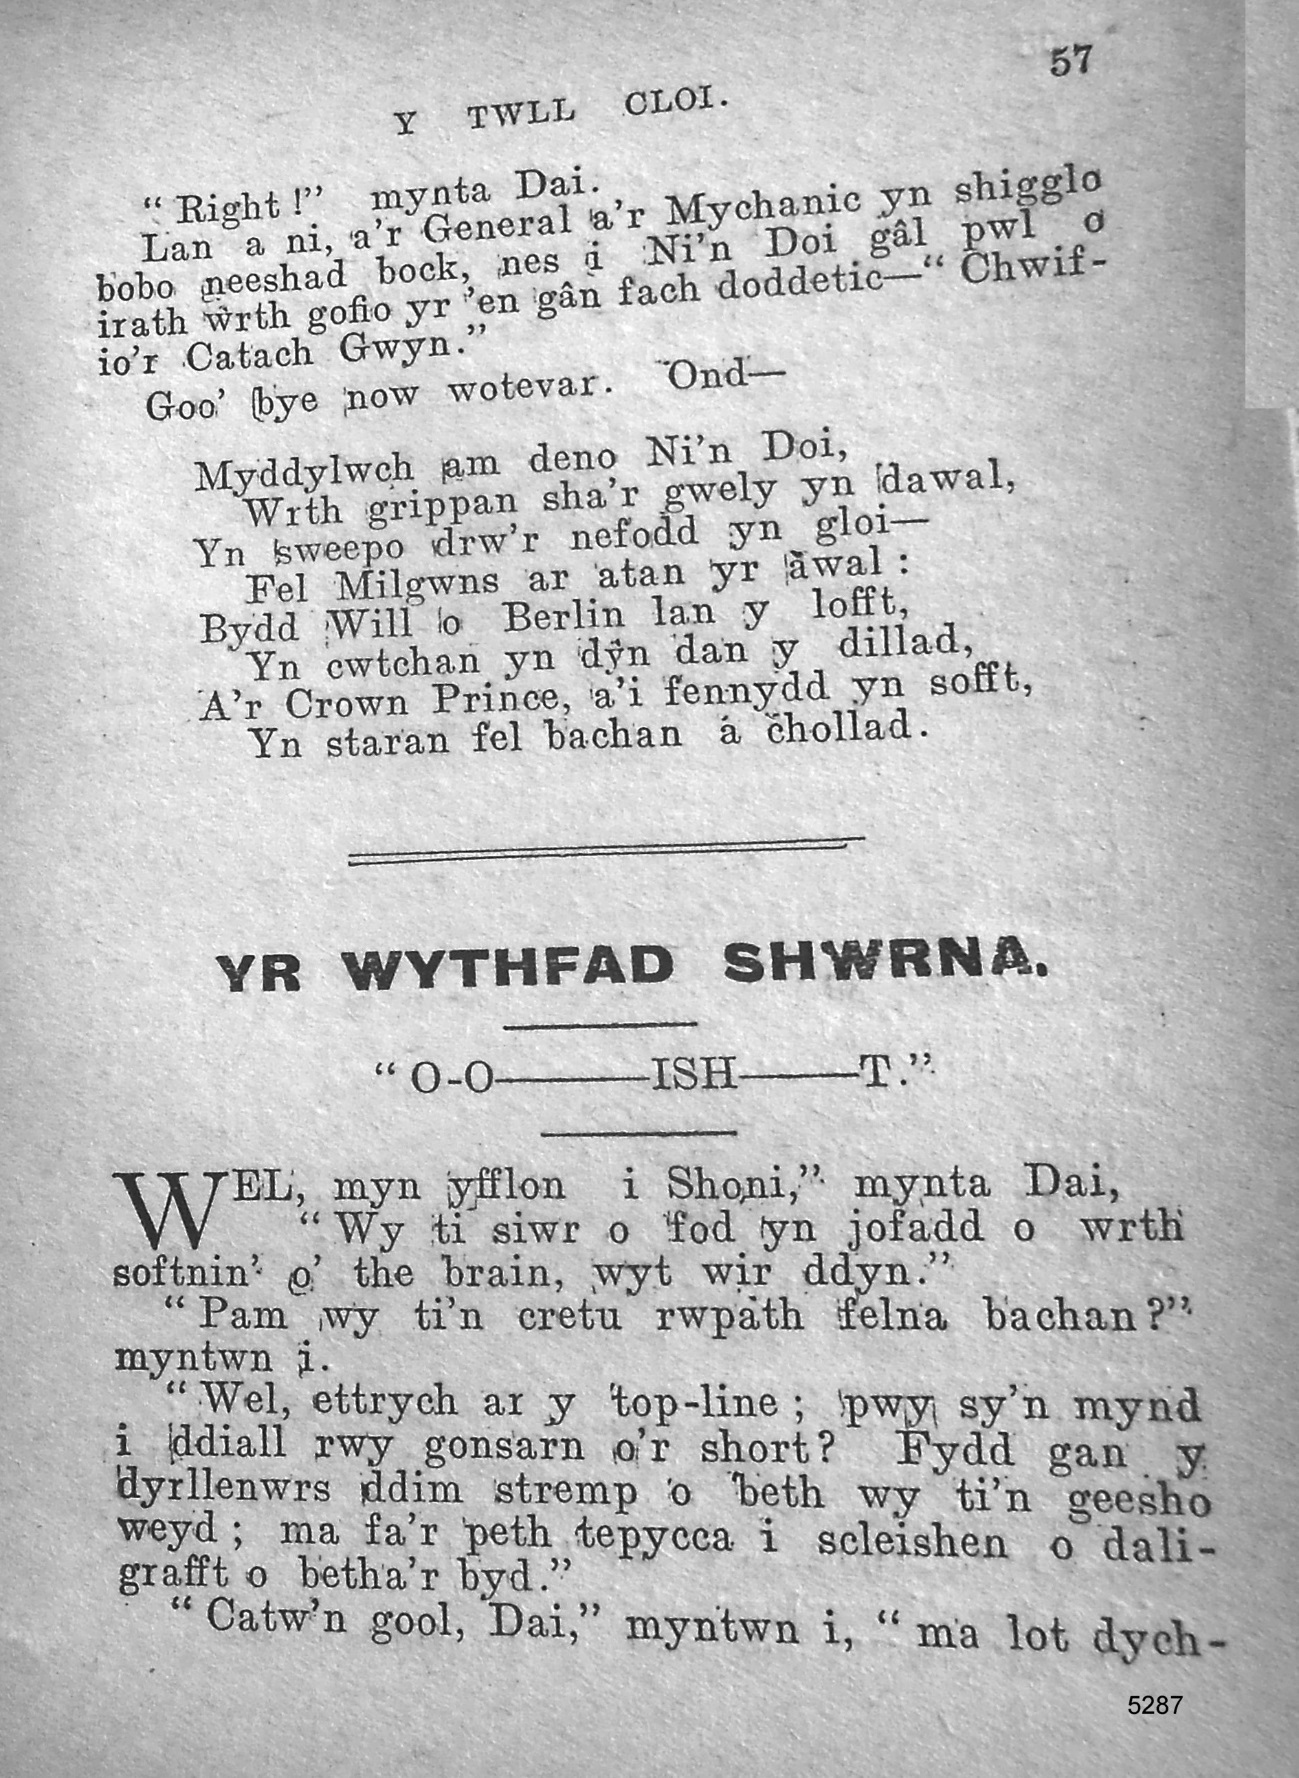 57
Y TWLL CLOI.
“ Right !” mynta Dai.
Lan a ni, a’r General a’r Mychanic yn shigglo
bobo neeshad bock, nes i Ni’n Doi gâl pwl o
irath wrth gofio yr ’en gân fach doddetic—“ Chwif-
io’r Catach Gwyn.”
Goo’ bye now wotevar. Ond—
Myddylwch am deno Ni’n Doi,
Wrth grippan sha’r gwely yn dawal,
Yn sweepo drw’r nefodd yn gloi—
Fel Milgwns ar atan yr awal :
Bydd Will o Berlin lan y lofft,
Yn cwtchan yn dŷn dan y dillad,
A’r Crown Prince, a’i fennydd yn sofft,
Yn staran fel bachan á chollad.
YR WYTHFAD SHWRNA.
“ O-O———ISH——T.”
WEL, myn yfflon i Shoni,” mynta Dai,
“ Wy ti siwr o fod yn jofadd o wrth
softnin’ o’ the brain, wyt wir ddyn.”
“ Pam wy ti’n cretu rwpath felna bachan ?”
myntwn i.
“ Wel, ettrych ar y top-line ; pwy sy’n mynd
i ddiall rwy gonsarn o’r short? Fydd gan y
dyrllenwrs ddim stremp o beth wy ti’n geesho
weyd ; ma fa’r peth tepycca i scleishen o dali-
grafft o betha’r byd.”
“ Catw’n gool, Dai,” myntwn i, “ ma lot dych-
5287